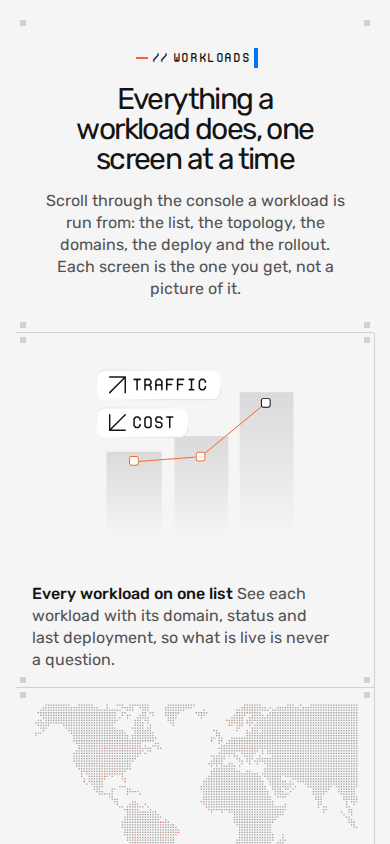 // WORKLOADS
Everything a
workload does, one
screen at a time
Scroll through the console a workload is
run from: the list, the topology, the
domains, the deploy and the rollout.
Each screen is the one you get, not a
picture of it.
TRAFFIC
COST
Every workload on one list See each
workload with its domain, status and
last deployment, so what is live is never
a question.